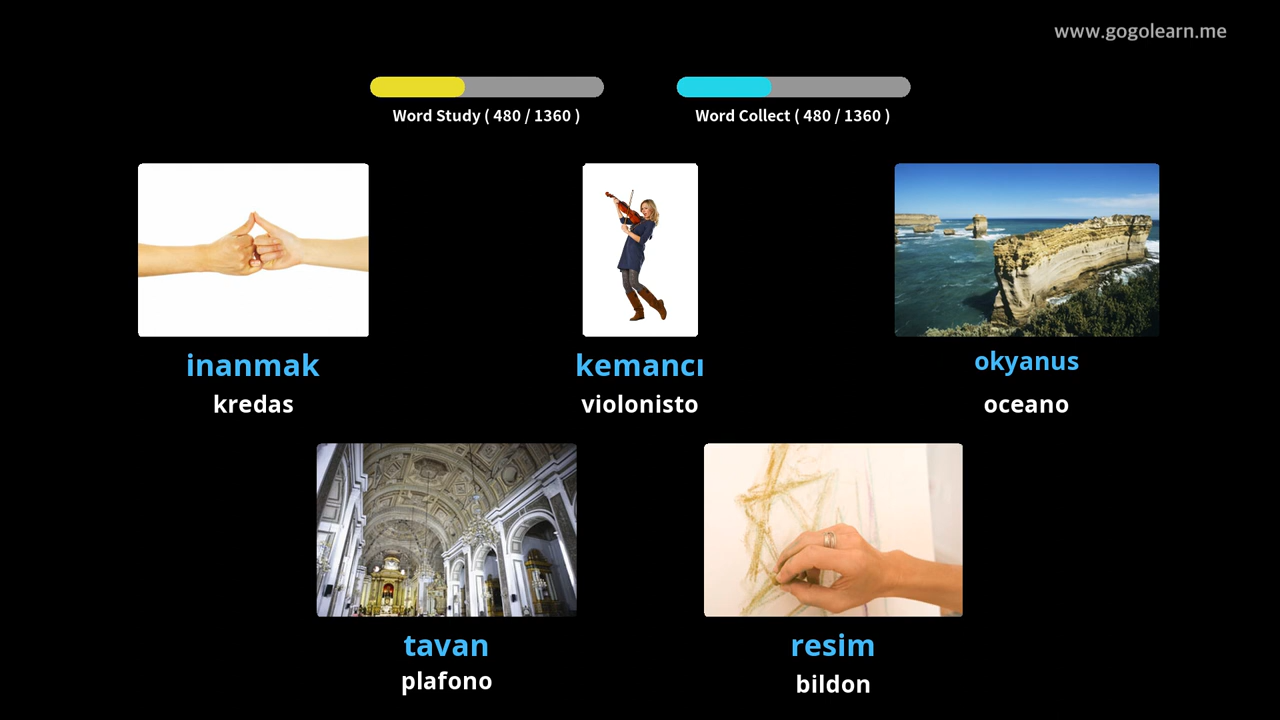 www.gogolearn.me
Word Study ( 480 / 1360 )
Word Collect ( 480 / 1360 )
inanmak
kredas
kemancı
violonisto
okyanus
oceano
tavan
plafono
resim
bildon